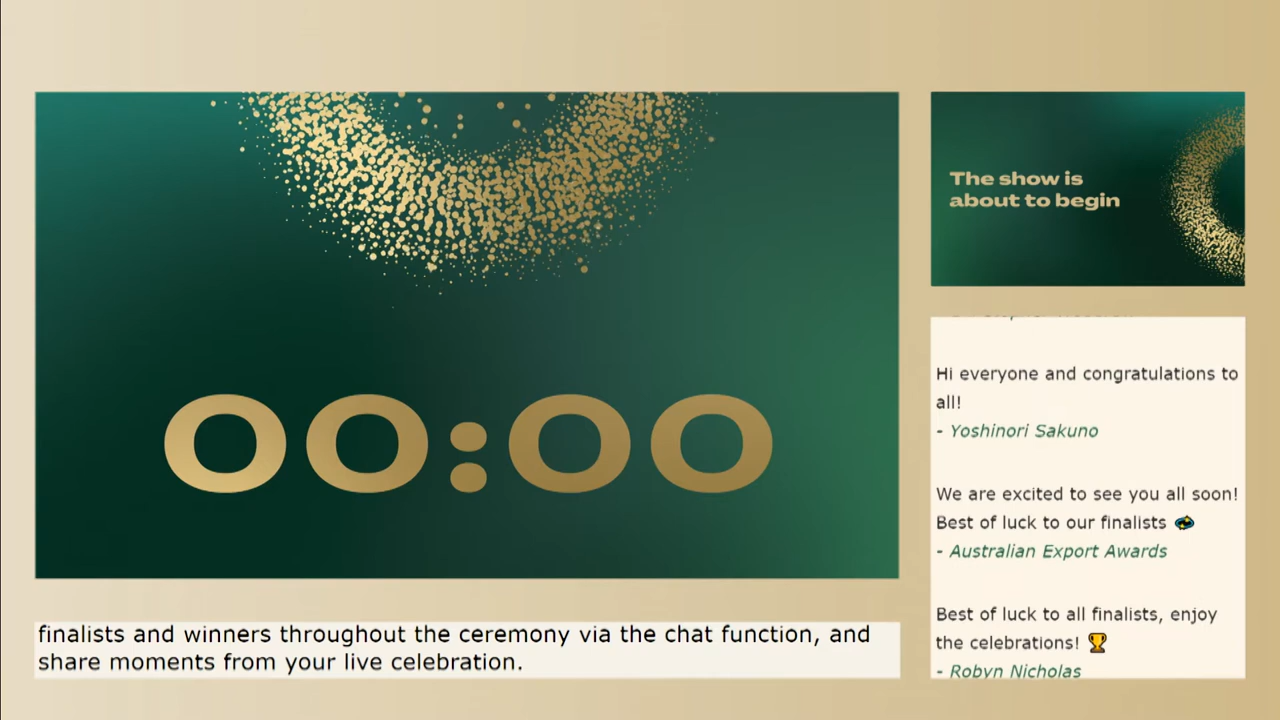 00:00
finalists and winners throughout the ceremony via the chat function, and
share moments from your live celebration.
The show is
about to begin
Hi everyone and congratulations to
all!
- Yoshinori Sakuno
We are excited to see you all soon!
Best of luck to our finalists
- Australian Export Awards
Best of luck to all finalists, enjoy
the celebrations! 🏆
- Robyn Nicholas